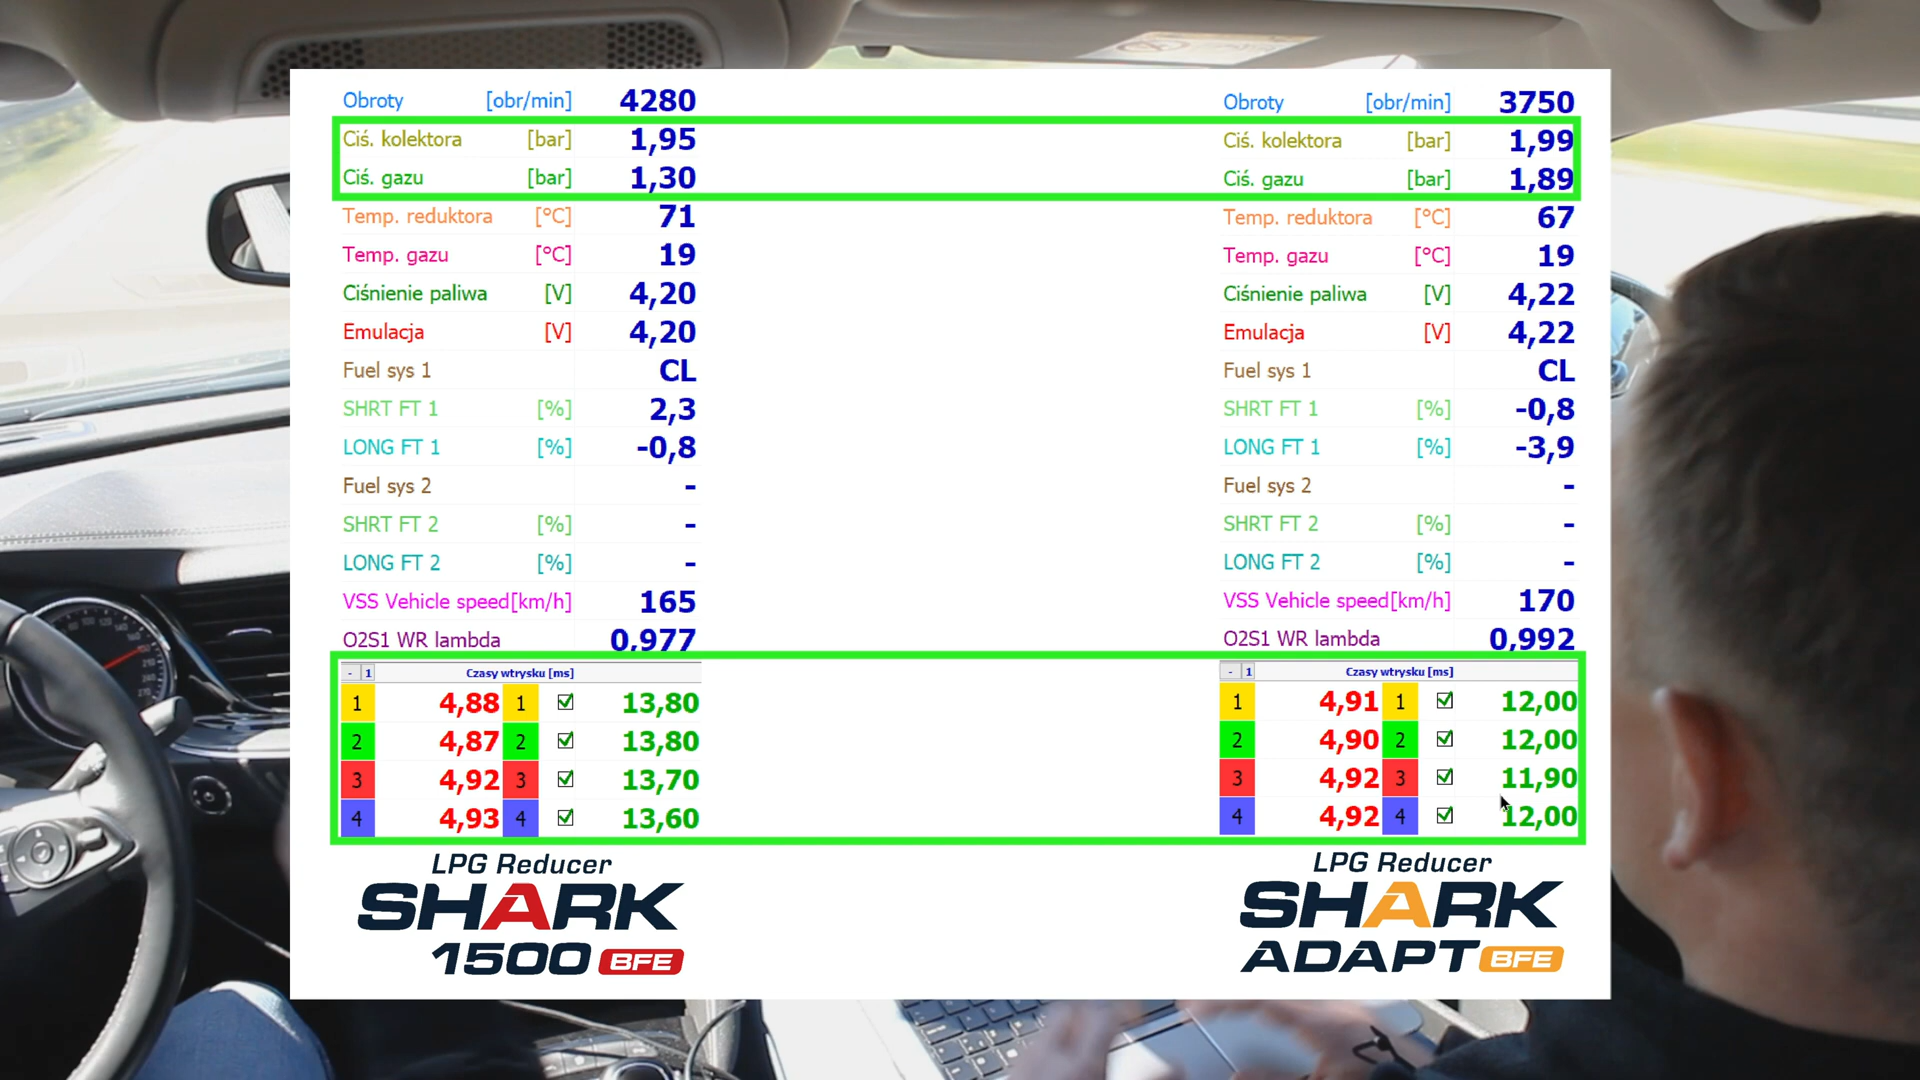 Obroty [obr/min] 4280
Ciś. kolektora [bar] 1,95
Ciś. gazu [bar] 1,30
Temp. reduktora [°C] 71
Temp. gazu [°C] 19
Ciśnienie paliwa [V] 4,20
Emulacja [V] 4,20
Fuel sys 1 CL
SHRT FT 1 [%] 2,3
LONG FT 1 [%] -0,8
Fuel sys 2 -
SHRT FT 2 [%] -
LONG FT 2 [%] -
VSS Vehicle speed[km/h] 165
O2S1 WR lambda 0,977
- 1 Czasy wtrysku [ms]
1 4,88 1 13,80
2 4,87 2 13,80
3 4,92 3 13,70
4 4,93 4 13,60
LPG Reducer
SHARK
1500 BFE
Obroty [obr/min] 3750
Ciś. kolektora [bar] 1,99
Ciś. gazu [bar] 1,89
Temp. reduktora [°C] 67
Temp. gazu [°C] 19
Ciśnienie paliwa [V] 4,22
Emulacja [V] 4,22
Fuel sys 1 CL
SHRT FT 1 [%] -0,8
LONG FT 1 [%] -3,9
Fuel sys 2 -
SHRT FT 2 [%] -
LONG FT 2 [%] -
VSS Vehicle speed[km/h] 170
O2S1 WR lambda 0,992
- 1 Czasy wtrysku [ms]
1 4,91 1 12,00
2 4,90 2 12,00
3 4,92 3 11,90
4 4,92 4 12,00
LPG Reducer
SHARK
ADAPT BFE